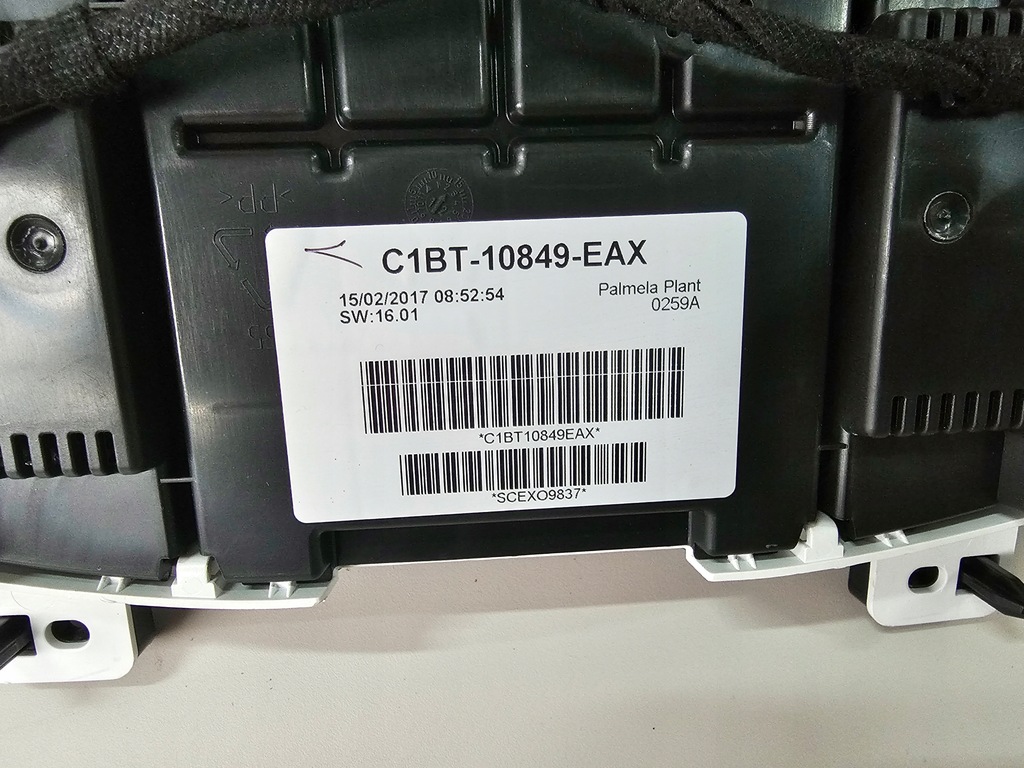 >PP<
C1BT-10849-EAX
15/02/2017 08:52:54
SW:16.01
Palmela Plant
0259A
*C1BT10849EAX*
*SCEXO9837*